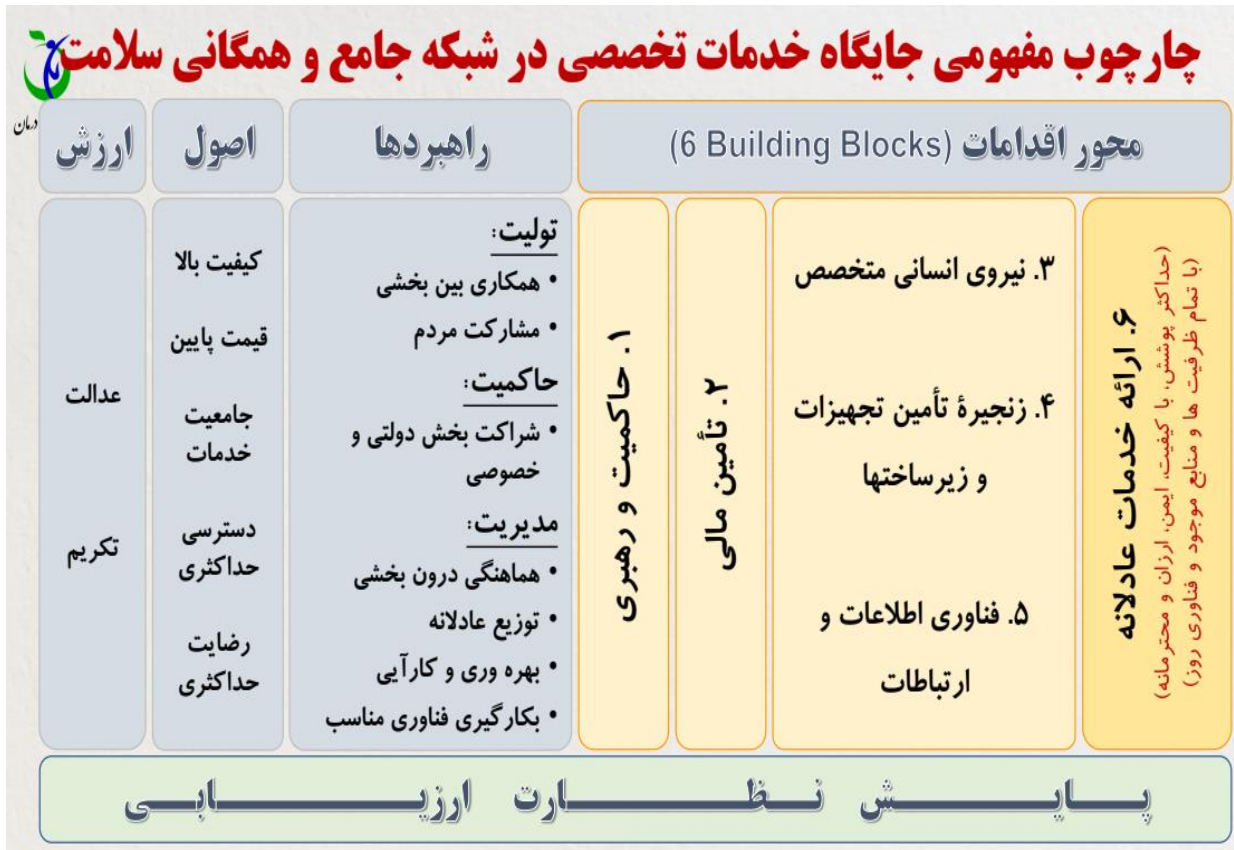 چارچوب مفهومی جایگاه خدمات تخصصی در شبکه جامع و همگانی سلامت
درمان
محور اقدامات (6 Building Blocks)
راهبردها
اصول
ارزش
۶. ارائه خدمات عادلانه
(حداکثر پوشش، با کیفیت، ایمن، ارزان و محترمانه)
(با تمام ظرفیت ها و منابع موجود و فناوری روز)
۳. نیروی انسانی متخصص
۴. زنجیرهٔ تأمین تجهیزات
و زیرساختها
۵. فناوری اطلاعات و
ارتباطات
۲. تأمین مالی
۱. حاکمیت و رهبری
تولیت:
• همکاری بین بخشی
• مشارکت مردم
حاکمیت:
• شراکت بخش دولتی و
خصوصی
مدیریت:
• هماهنگی درون بخشی
• توزیع عادلانه
• بهره وری و کارآیی
• بکارگیری فناوری مناسب
کیفیت بالا
قیمت پایین
جامعیت
خدمات
دسترسی
حداکثری
رضایت
حداکثری
عدالت
تکریم
پـــایـــــــش نـــظـــــــــارت ارزیـــــــــــابـــی